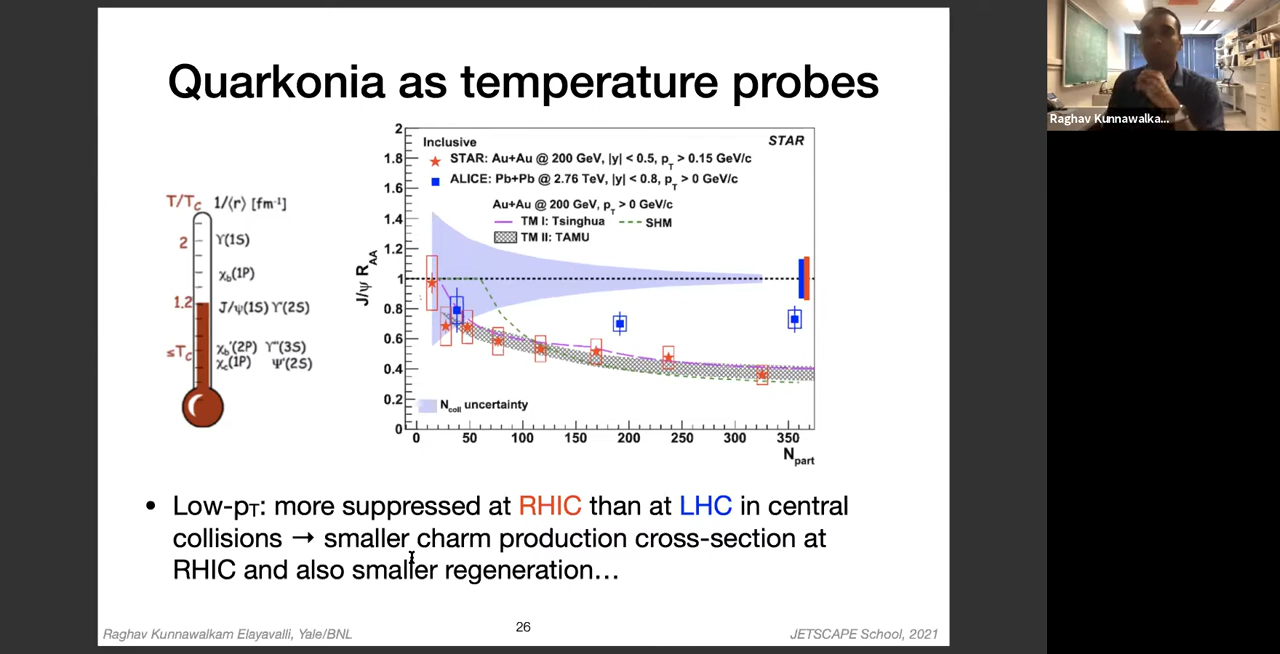 Quarkonia as temperature probes
T/TC 1/⟨r⟩ [fm⁻¹]
2
ϒ(1S)
χb(1P)
1.2
J/ψ(1S) ϒ'(2S)
≤TC
χb'(2P) ϒ''(3S)
χc(1P) Ψ'(2S)
Inclusive
STAR
STAR: Au+Au @ 200 GeV, |y| < 0.5, pT > 0.15 GeV/c
ALICE: Pb+Pb @ 2.76 TeV, |y| < 0.8, pT > 0 GeV/c
Au+Au @ 200 GeV, pT > 0 GeV/c
TM I: Tsinghua
SHM
TM II: TAMU
J/ψ RAA
2
1.8
1.6
1.4
1.2
1
0.8
0.6
0.4
0.2
0
Ncoll uncertainty
0 50 100 150 200 250 300 350
Npart
• Low-pT: more suppressed at RHIC than at LHC in central
collisions → smaller charm production cross-section at
RHIC and also smaller regeneration…
Raghav Kunnawalkam Elayavalli, Yale/BNL
26
JETSCAPE School, 2021
Raghav Kunnawalka...